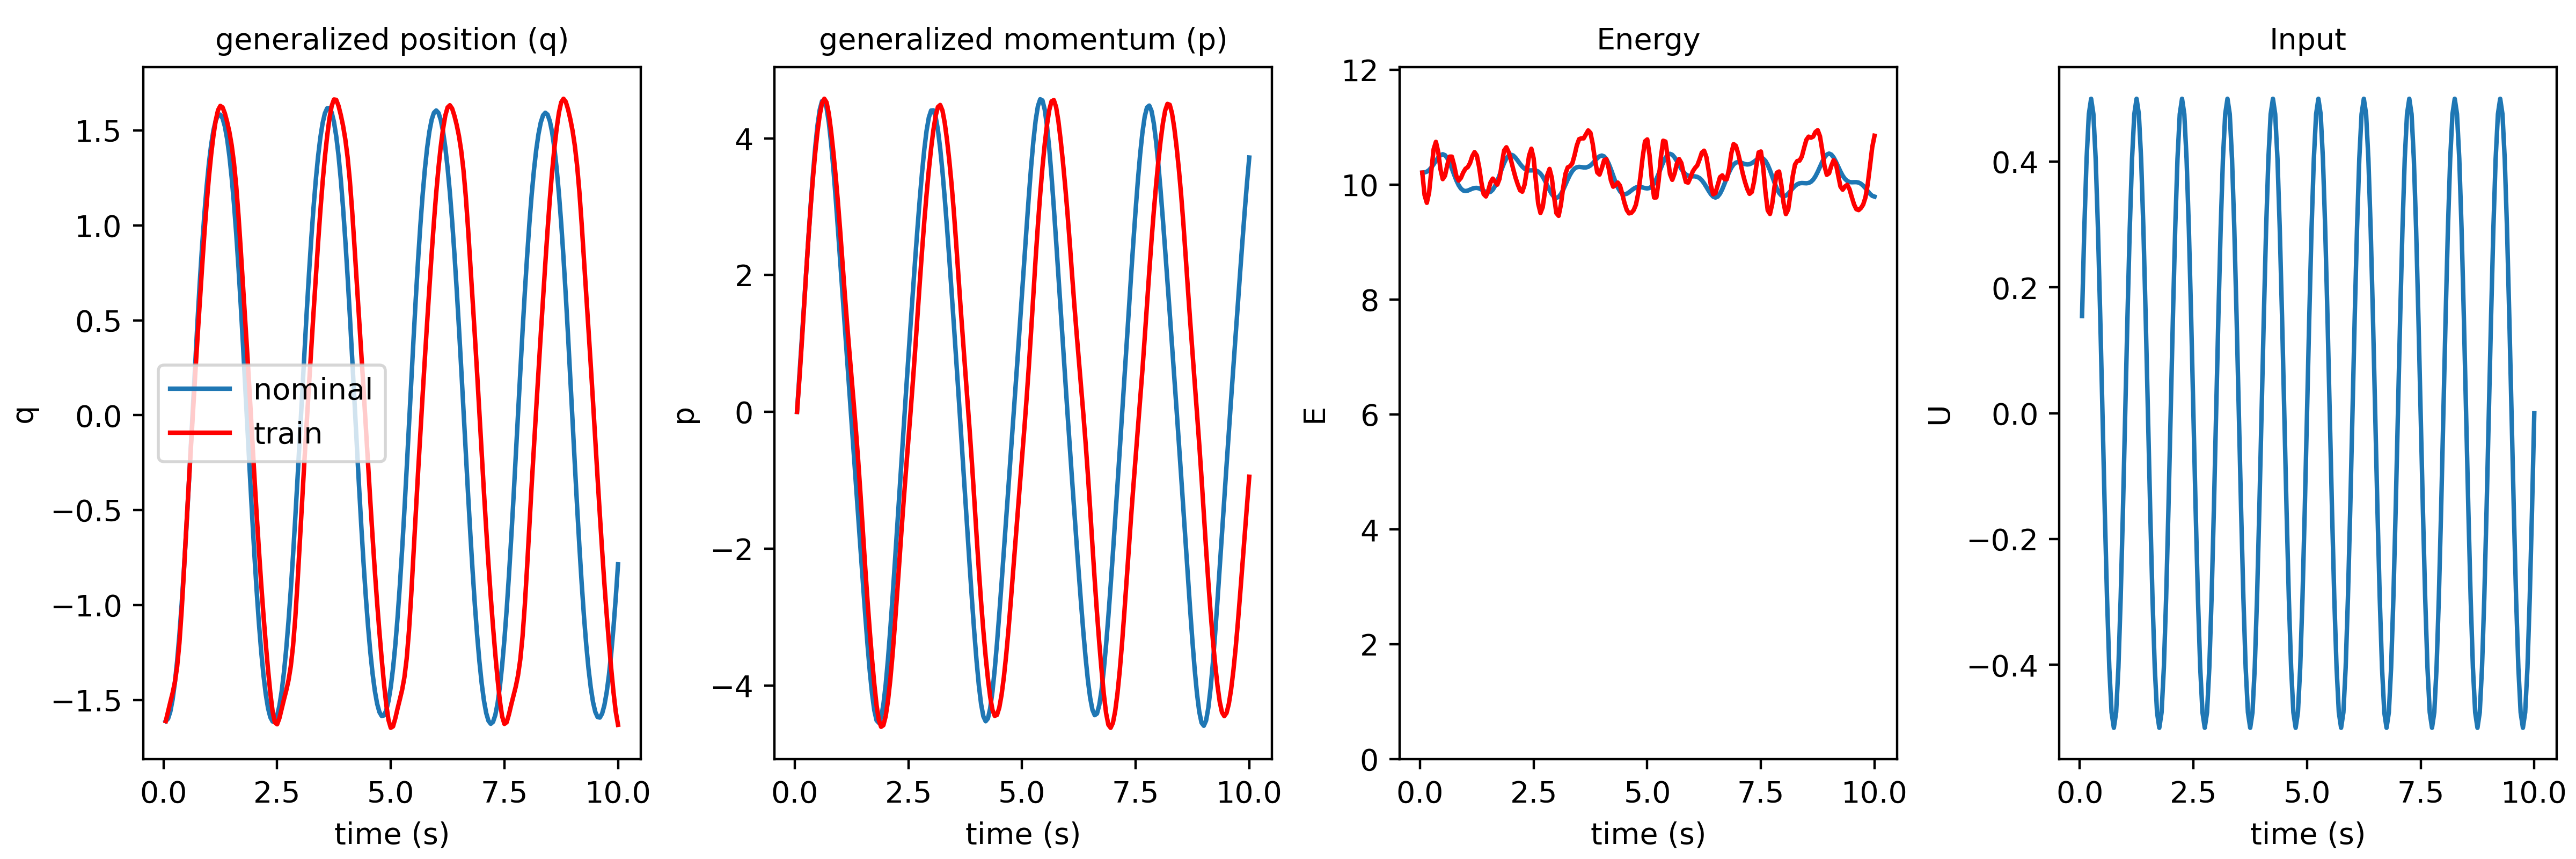 generalized position (q)
q
1.5
1.0
0.5
0.0
−0.5
−1.0
−1.5
nominal
train
0.0 2.5 5.0 7.5 10.0
time (s)
generalized momentum (p)
p
4
2
0
−2
−4
0.0 2.5 5.0 7.5 10.0
time (s)
Energy
E
12
10
8
6
4
2
0
0.0 2.5 5.0 7.5 10.0
time (s)
Input
U
0.4
0.2
0.0
−0.2
−0.4
0.0 2.5 5.0 7.5 10.0
time (s)